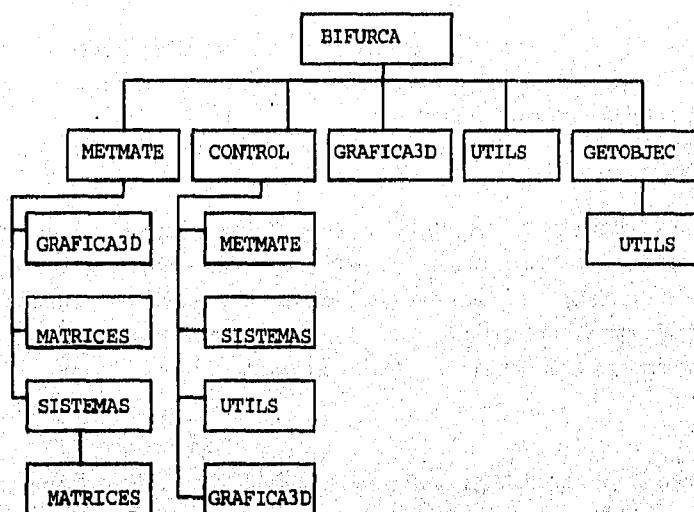 BIFURCA
METMATE
CONTROL
GRAFICA3D
UTILS
GETOBJEC
GRAFICA3D
METMATE
UTILS
MATRICES
SISTEMAS
SISTEMAS
UTILS
MATRICES
GRAFICA3D